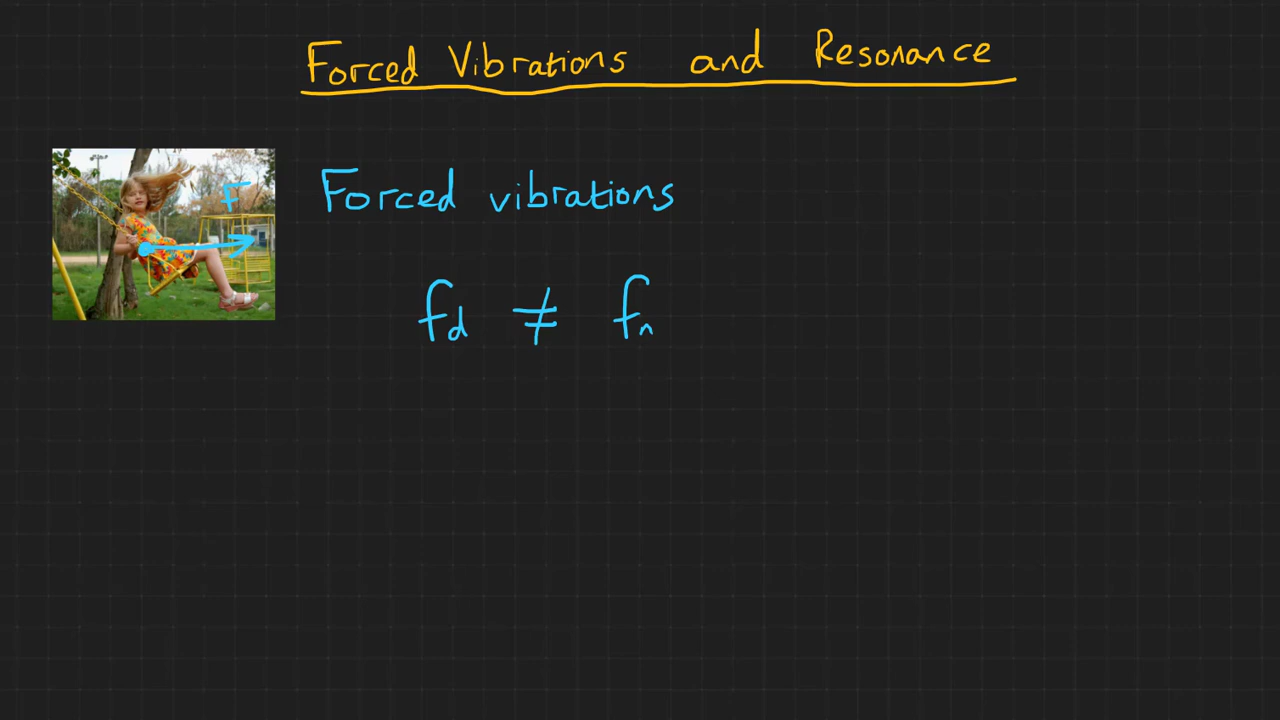 Forced Vibrations and Resonance
F
Forced vibrations
fd ≠ fn